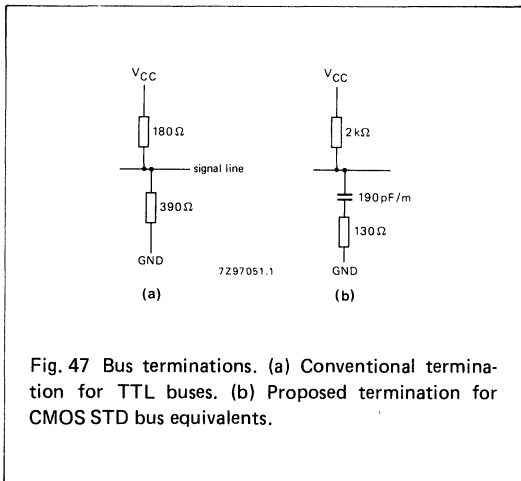 VCC
180Ω
signal line
390Ω
GND
(a)
VCC
2kΩ
190pF/m
130Ω
GND
(b)
7Z97051.1
Fig. 47 Bus terminations. (a) Conventional termina-
tion for TTL buses. (b) Proposed termination for
CMOS STD bus equivalents.